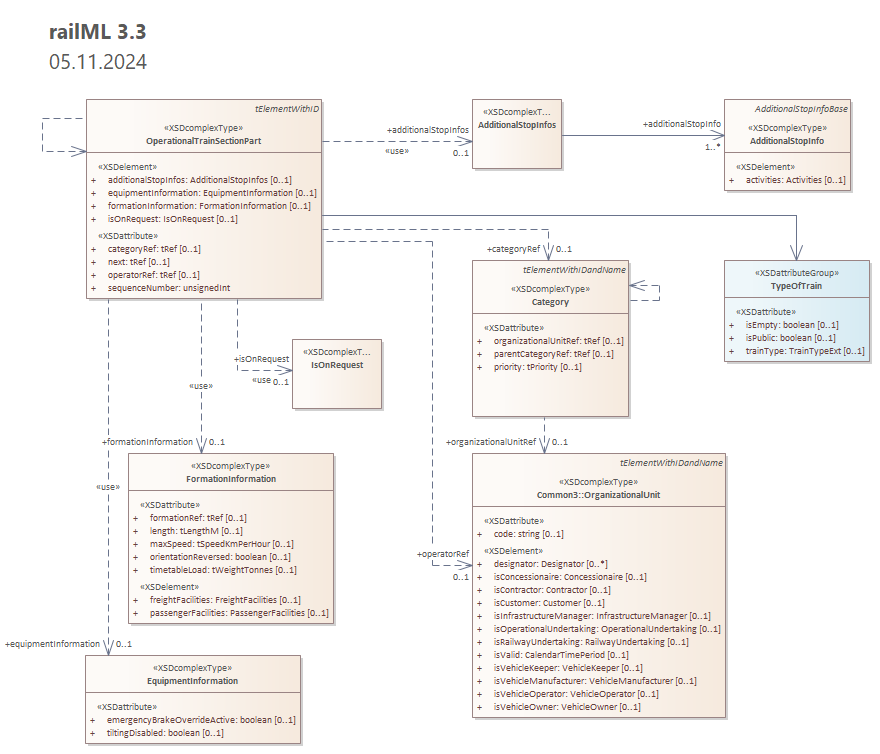 railML 3.3
05.11.2024
tElementWithID
«XSDcomplexType»
OperationalTrainSectionPart
«XSDelement»
+ additionalStopInfos: AdditionalStopInfos [0..1]
+ equipmentInformation: EquipmentInformation [0..1]
+ formationInformation: FormationInformation [0..1]
+ isOnRequest: IsOnRequest [0..1]
«XSDattribute»
+ categoryRef: tRef [0..1]
+ next: tRef [0..1]
+ operatorRef: tRef [0..1]
+ sequenceNumber: unsignedInt
+additionalStopInfos
«use»
0..1
«XSDcomplexT...
AdditionalStopInfos
+additionalStopInfo
1..*
AdditionalStopInfoBase
«XSDcomplexType»
AdditionalStopInfo
«XSDelement»
+ activities: Activities [0..1]
+categoryRef
0..1
tElementWithIDandName
«XSDcomplexType»
Category
«XSDattribute»
+ organizationalUnitRef: tRef [0..1]
+ parentCategoryRef: tRef [0..1]
+ priority: tPriority [0..1]
«XSDattributeGroup»
TypeOfTrain
«XSDattribute»
+ isEmpty: boolean [0..1]
+ isPublic: boolean [0..1]
+ trainType: TrainTypeExt [0..1]
+isOnRequest
«use
0..1
«XSDcomplexT...
IsOnRequest
«use»
+formationInformation
0..1
«XSDcomplexType»
FormationInformation
«XSDattribute»
+ formationRef: tRef [0..1]
+ length: tLengthM [0..1]
+ maxSpeed: tSpeedKmPerHour [0..1]
+ orientationReversed: boolean [0..1]
+ timetableLoad: tWeightTonnes [0..1]
«XSDelement»
+ freightFacilities: FreightFacilities [0..1]
+ passengerFacilities: PassengerFacilities [0..1]
+organizationalUnitRef
0..1
+operatorRef
0..1
tElementWithIDandName
«XSDcomplexType»
Common3::OrganizationalUnit
«XSDattribute»
+ code: string [0..1]
«XSDelement»
+ designator: Designator [0..*]
+ isConcessionaire: Concessionaire [0..1]
+ isContractor: Contractor [0..1]
+ isCustomer: Customer [0..1]
+ isInfrastructureManager: InfrastructureManager [0..1]
+ isOperationalUndertaking: OperationalUndertaking [0..1]
+ isRailwayUndertaking: RailwayUndertaking [0..1]
+ isValid: CalendarTimePeriod [0..1]
+ isVehicleKeeper: VehicleKeeper [0..1]
+ isVehicleManufacturer: VehicleManufacturer [0..1]
+ isVehicleOperator: VehicleOperator [0..1]
+ isVehicleOwner: VehicleOwner [0..1]
«use»
+equipmentInformation
0..1
«XSDcomplexType»
EquipmentInformation
«XSDattribute»
+ emergencyBrakeOverrideActive: boolean [0..1]
+ tiltingDisabled: boolean [0..1]